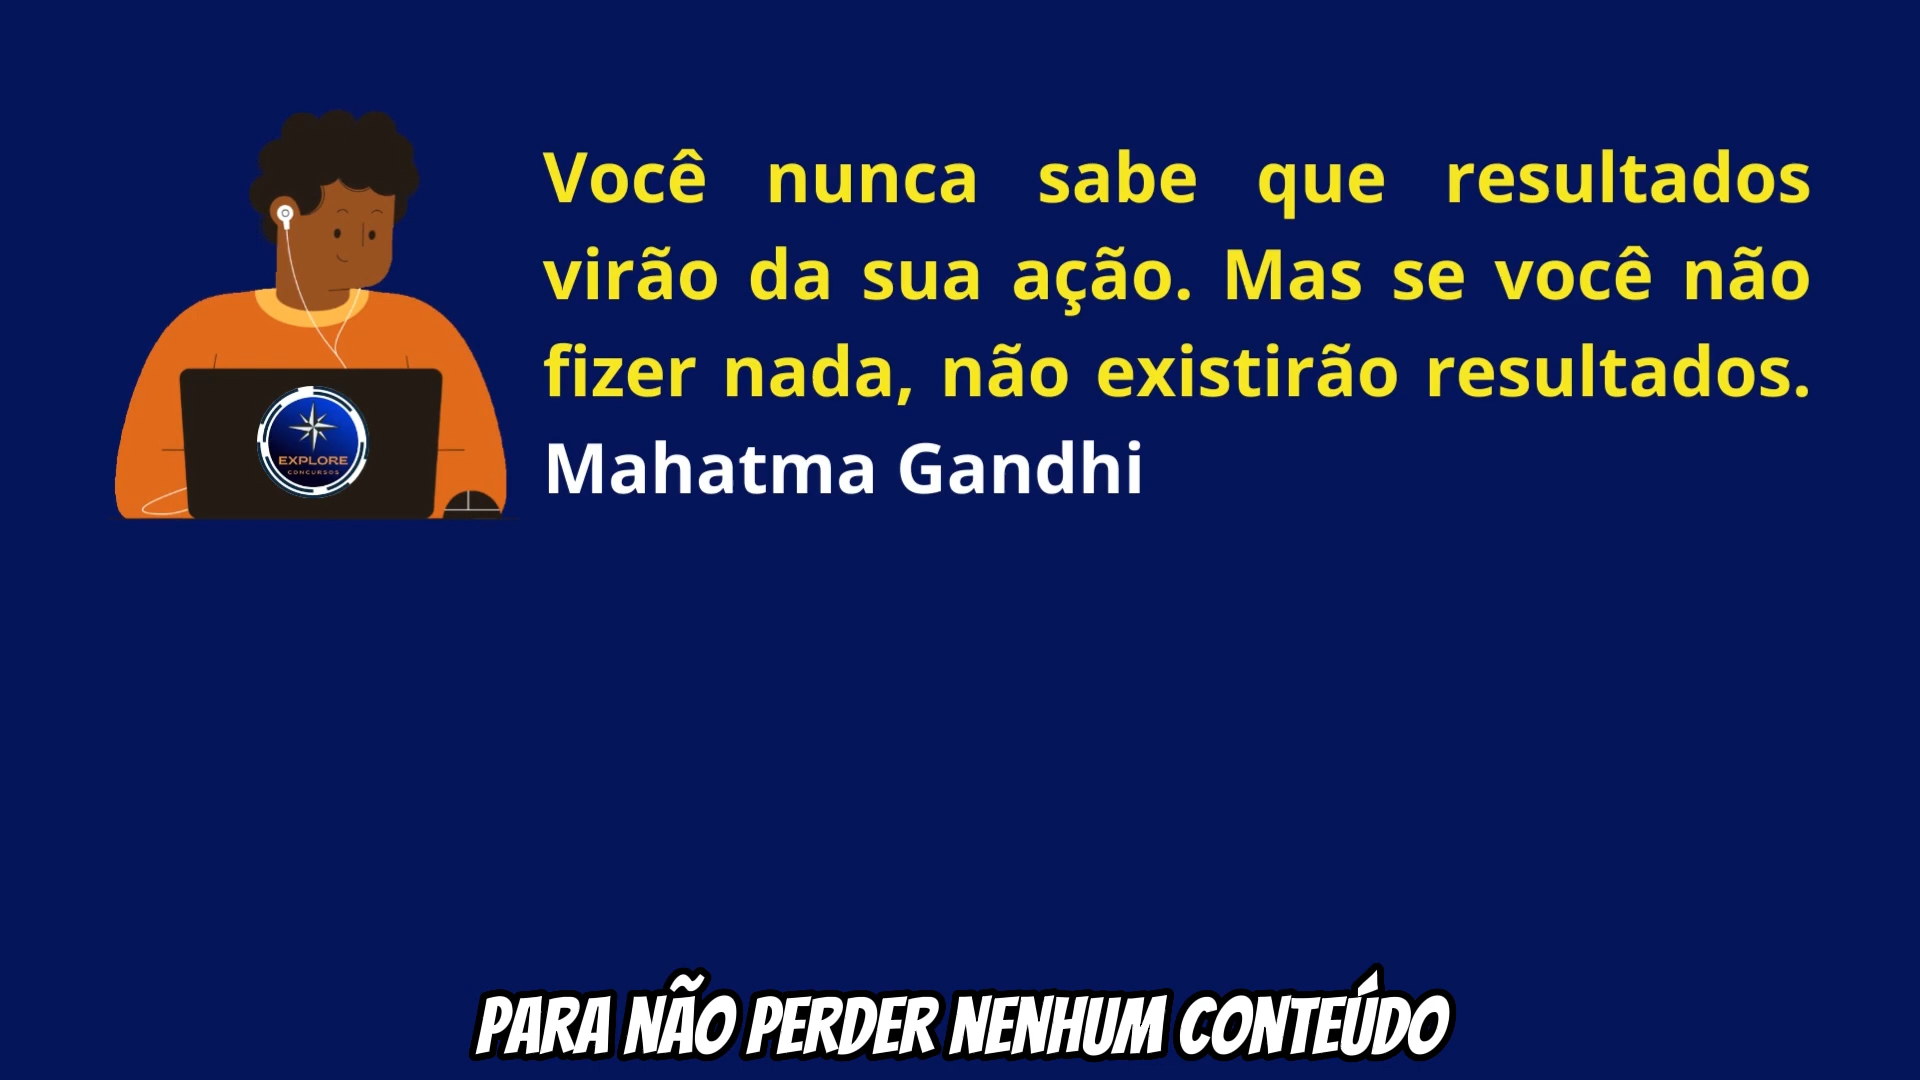 Você nunca sabe que resultados
virão da sua ação. Mas se você não
fizer nada, não existirão resultados.
Mahatma Gandhi
EXPLORE
CONCURSOS
PARA NÃO PERDER NENHUM CONTEÚDO